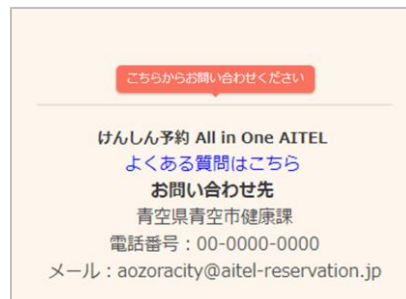 こちらからお問い合わせください
けんしん予約 All in One AITEL
よくある質問はこちら
お問い合わせ先
青空県青空市健康課
電話番号：00-0000-0000
メール：aozoracity@aitel-reservation.jp